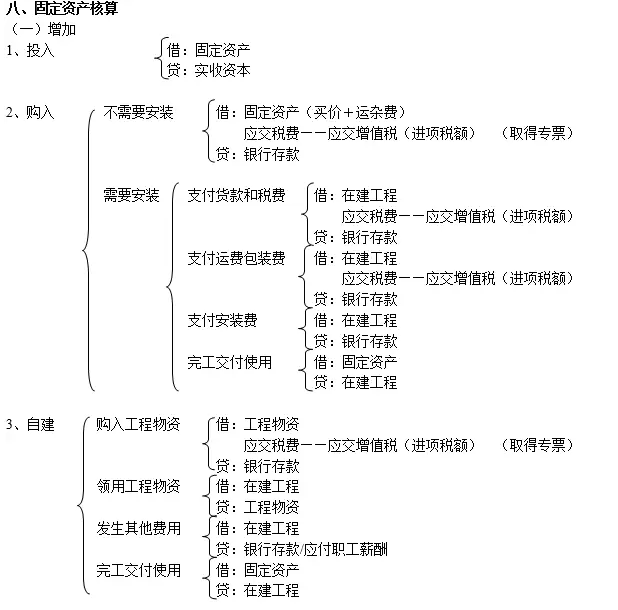 八、固定资产核算
（一）增加
1、投入 借：固定资产
贷：实收资本
2、购入 不需要安装 借：固定资产（买价＋运杂费）
应交税费——应交增值税（进项税额） （取得专票）
贷：银行存款
需要安装 支付货款和税费 借：在建工程
应交税费——应交增值税（进项税额）
贷：银行存款
支付运费包装费 借：在建工程
应交税费——应交增值税（进项税额）
贷：银行存款
支付安装费 借：在建工程
贷：银行存款
完工交付使用 借：固定资产
贷：在建工程
3、自建 购入工程物资 借：工程物资
应交税费——应交增值税（进项税额） （取得专票）
贷：银行存款
领用工程物资 借：在建工程
贷：工程物资
发生其他费用 借：在建工程
贷：银行存款/应付职工薪酬
完工交付使用 借：固定资产
贷：在建工程